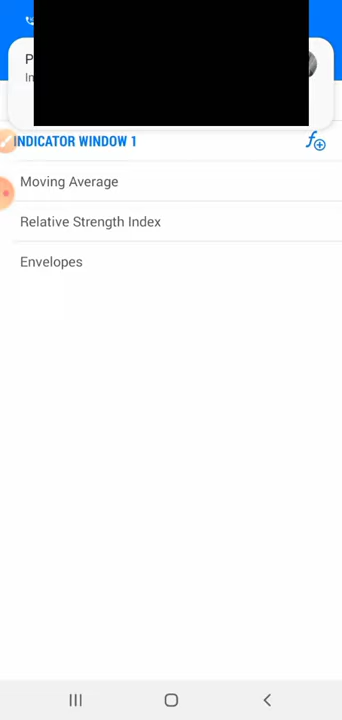 INDICATOR WINDOW 1
Moving Average
Relative Strength Index
Envelopes